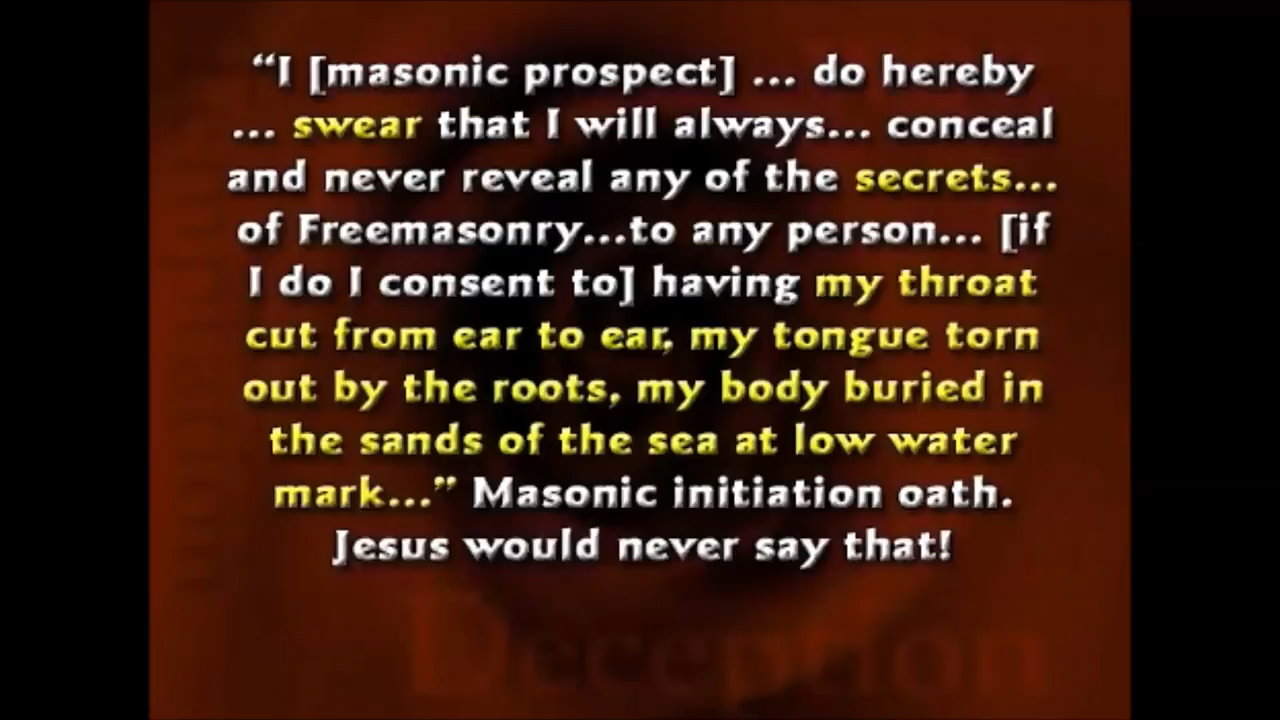 “I [masonic prospect] ... do hereby
... swear that I will always... conceal
and never reveal any of the secrets...
of Freemasonry...to any person... [if
I do I consent to] having my throat
cut from ear to ear, my tongue torn
out by the roots, my body buried in
the sands of the sea at low water
mark...” Masonic initiation oath.
Jesus would never say that!
Deception